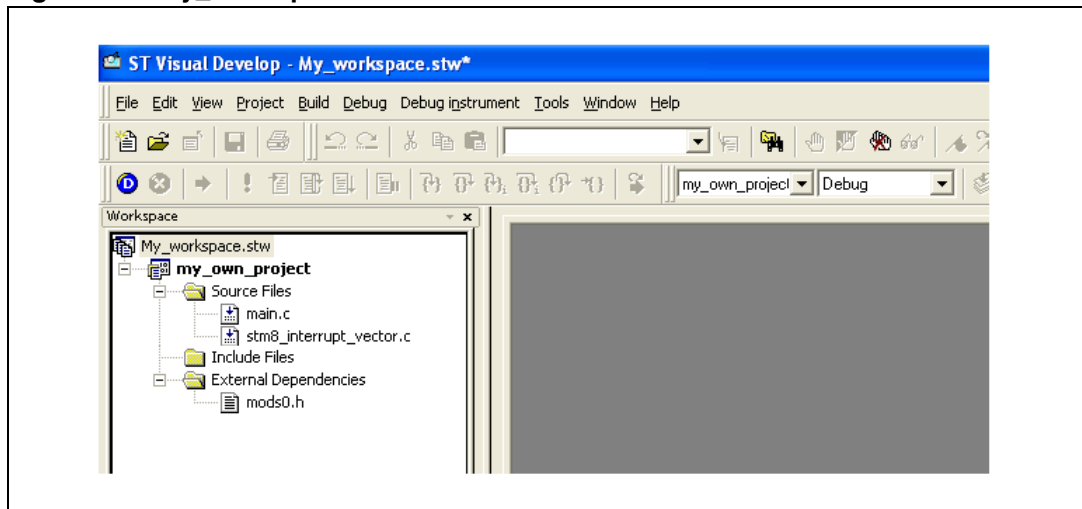 ST Visual Develop - My_workspace.stw*
File Edit View Project Build Debug Debug instrument Tools Window Help
my_own_project Debug
Workspace
My_workspace.stw
my_own_project
Source Files
main.c
stm8_interrupt_vector.c
Include Files
External Dependencies
mods0.h